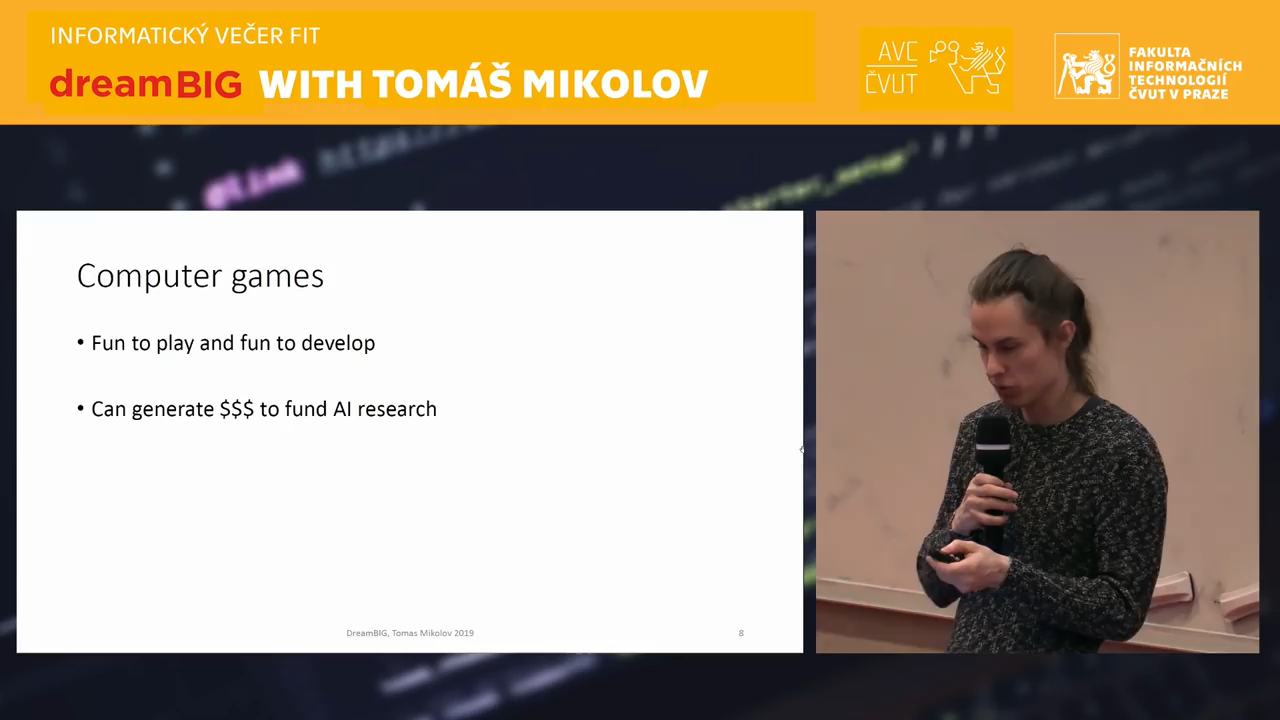 INFORMATICKÝ VEČER FIT
dreamBIG WITH TOMÁŠ MIKOLOV
AVC
ČVUT
FAKULTA
INFORMAČNÍCH
TECHNOLOGIÍ
ČVUT V PRAZE
@link
Computer games
• Fun to play and fun to develop
• Can generate $$$ to fund AI research
DreamBIG, Tomas Mikolov 2019
8